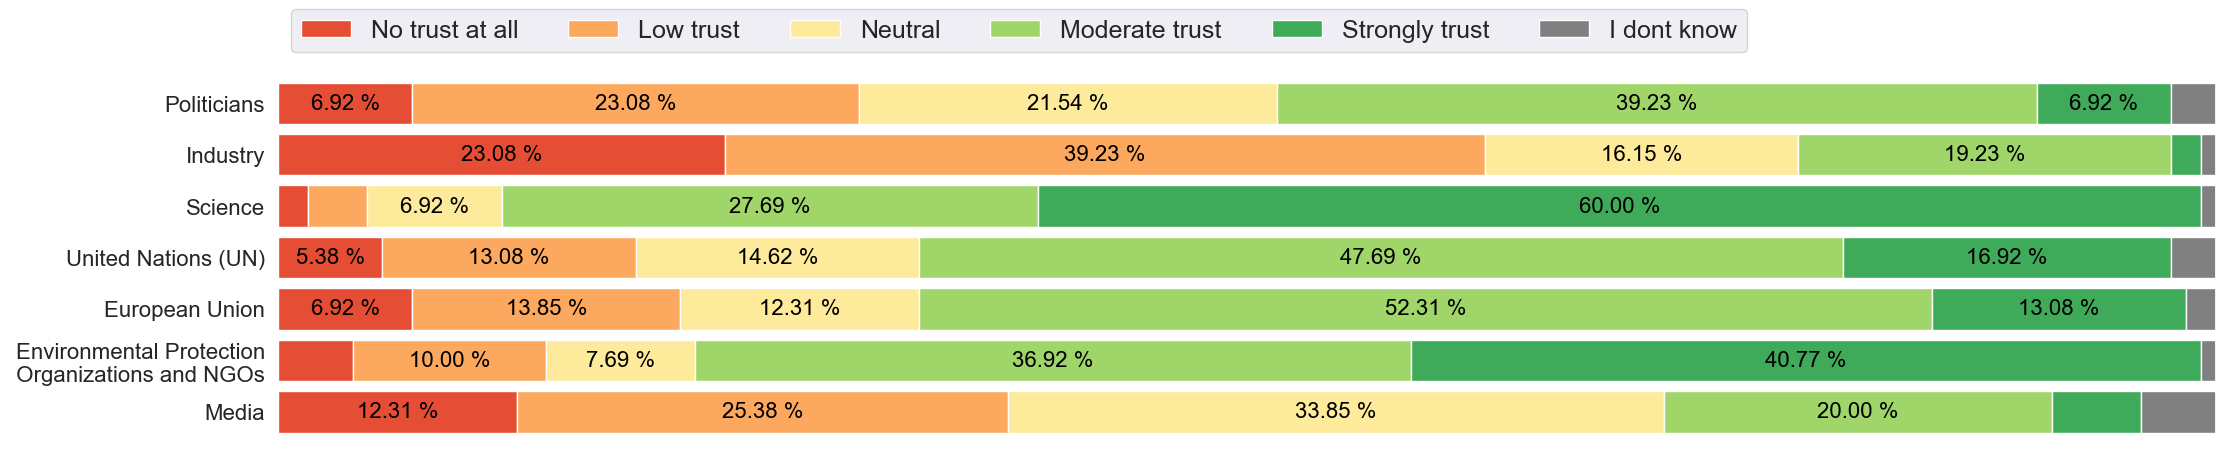 No trust at all Low trust Neutral Moderate trust Strongly trust I dont know
Politicians 6.92 % 23.08 % 21.54 % 39.23 % 6.92 %
Industry 23.08 % 39.23 % 16.15 % 19.23 %
Science 6.92 % 27.69 % 60.00 %
United Nations (UN) 5.38 % 13.08 % 14.62 % 47.69 % 16.92 %
European Union 6.92 % 13.85 % 12.31 % 52.31 % 13.08 %
Environmental Protection
Organizations and NGOs 10.00 % 7.69 % 36.92 % 40.77 %
Media 12.31 % 25.38 % 33.85 % 20.00 %